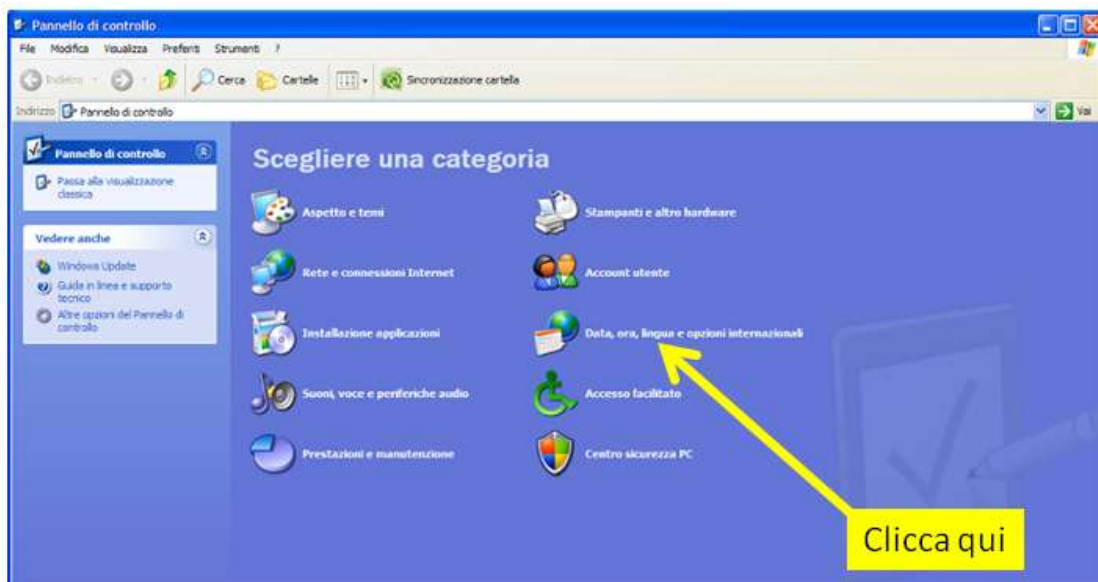 Pannello di controllo
File Modifica Visualizza Preferiti Strumenti ?
Indietro Cerca Cartelle Sincronizzazione cartella
Indirizzo Pannello di controllo Vai
Pannello di controllo
Passa alla visualizzazione
classica
Vedere anche
Windows Update
Guida in linea e supporto
tecnico
Altre opzioni del Pannello di
controllo
Scegliere una categoria
Aspetto e temi
Stampanti e altro hardware
Rete e connessioni Internet
Account utente
Installazione applicazioni
Data, ora, lingua e opzioni internazionali
Suoni, voce e periferiche audio
Accesso facilitato
Prestazioni e manutenzione
Centro sicurezza PC
Clicca qui